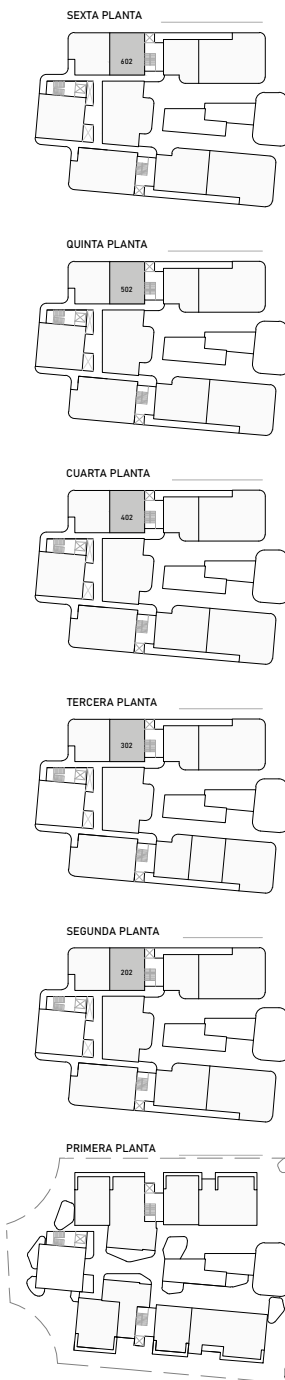 SEXTA PLANTA
602
QUINTA PLANTA
502
CUARTA PLANTA
402
TERCERA PLANTA
302
SEGUNDA PLANTA
202
PRIMERA PLANTA